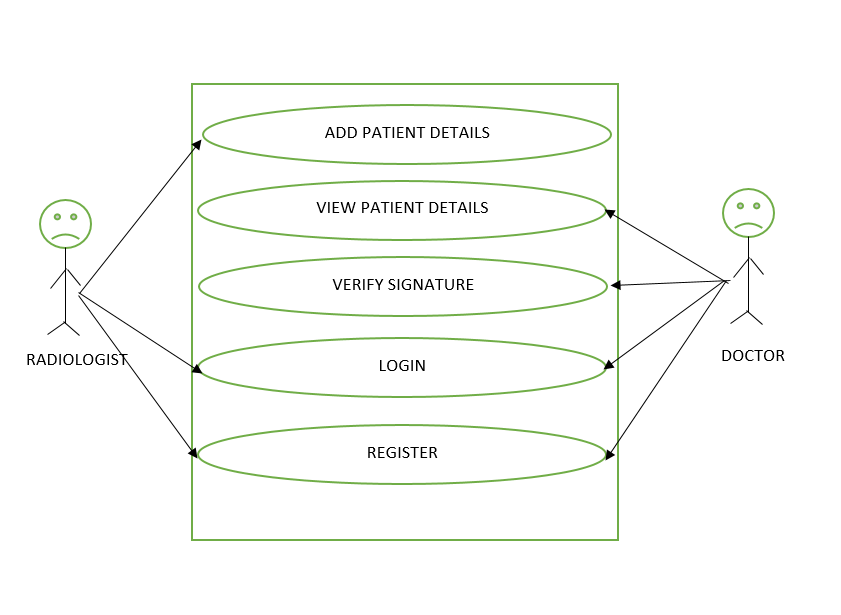 ADD PATIENT DETAILS
VIEW PATIENT DETAILS
VERIFY SIGNATURE
LOGIN
REGISTER
RADIOLOGIST
DOCTOR